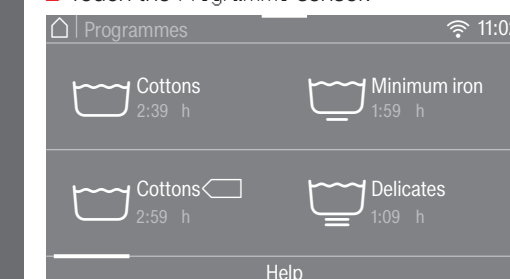 Touch the Programme sensor.
Programmes 11:02
Cottons
2:39 h
Minimum iron
1:59 h
Cottons
2:59 h
Delicates
1:09 h
Help